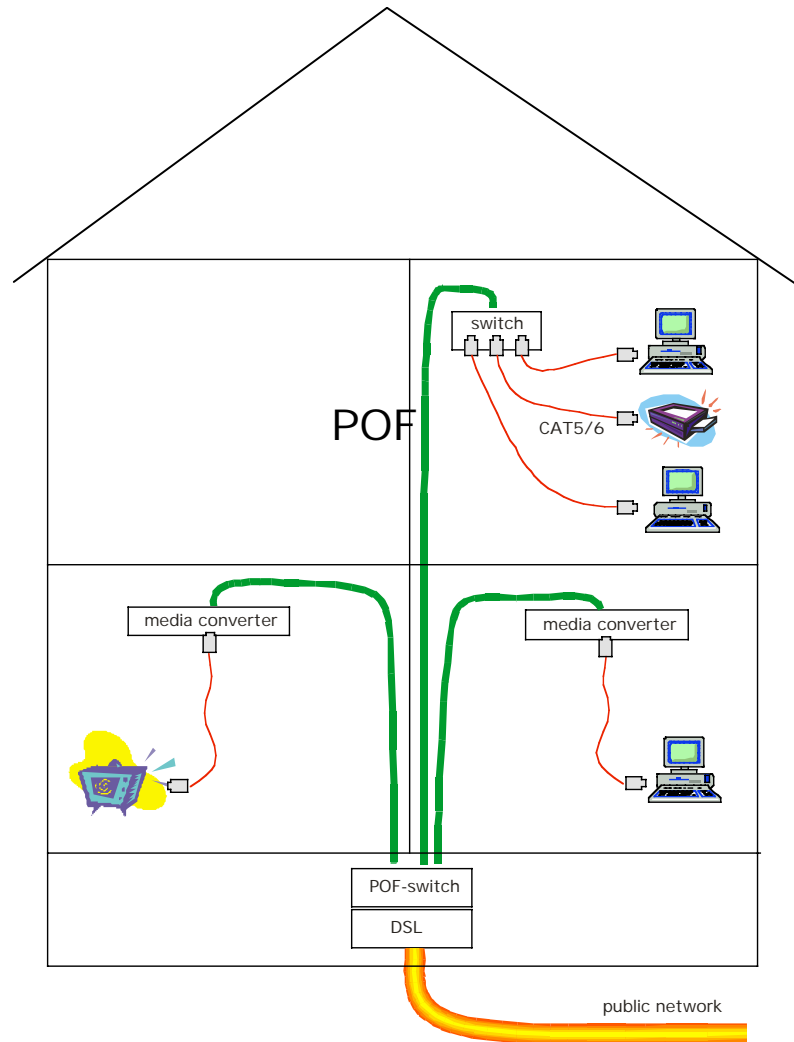 switch
POF
CAT5/6
media converter
media converter
POF-switch
DSL
public network